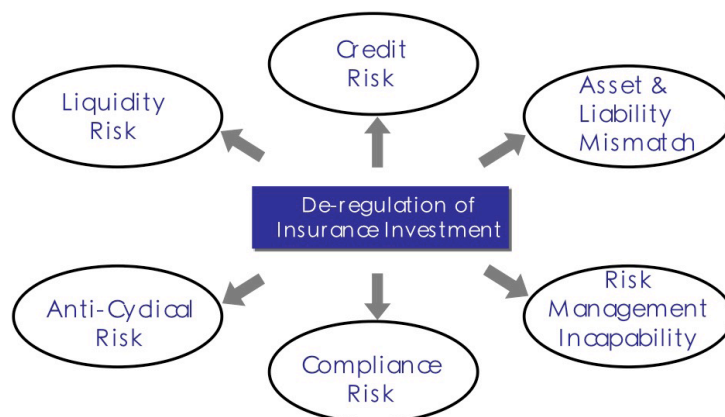 Credit
Risk
Liquidity
Risk
Asset &
Liability
Mismatch
De-regulation of
Insurance Investment
Anti-Cyclical
Risk
Compliance
Risk
Risk
Management
Incapability